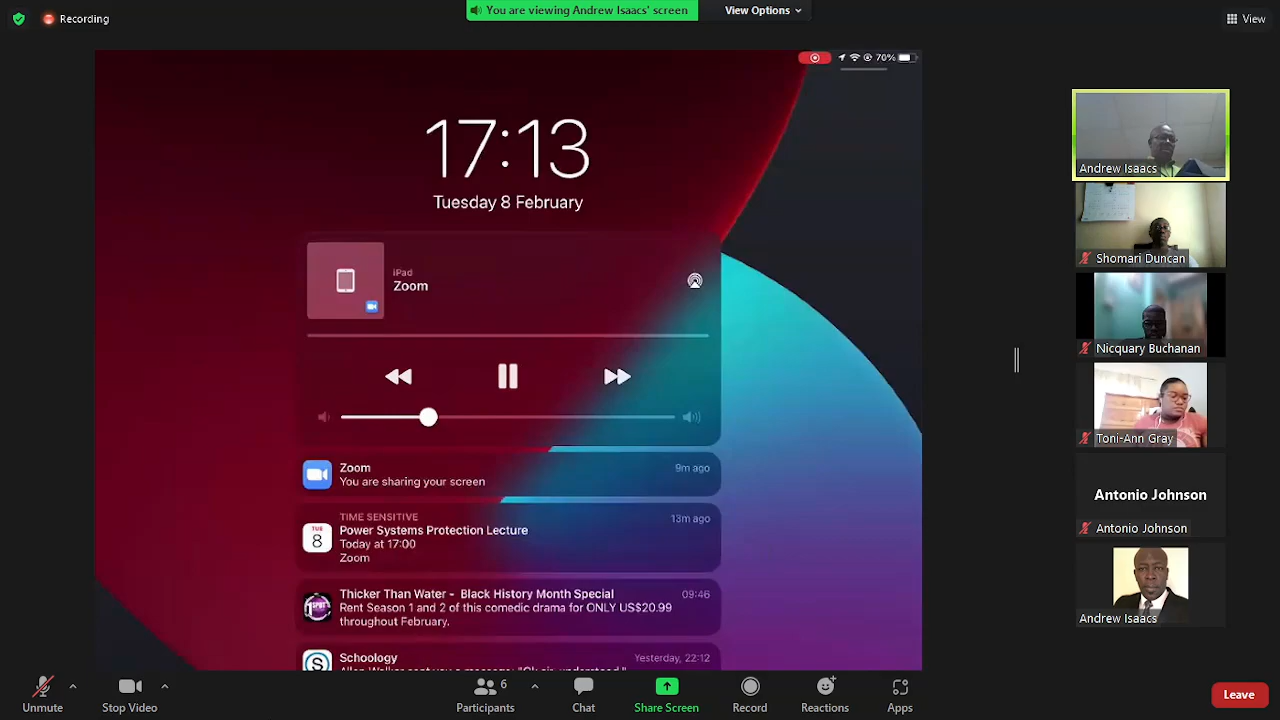 Recording
You are viewing Andrew Isaacs' screen
View Options
View
70%
17:13
Tuesday 8 February
iPad
Zoom
Zoom
9m ago
You are sharing your screen
TIME SENSITIVE
13m ago
TUE
8
Power Systems Protection Lecture
Today at 17:00
Zoom
Thicker Than Water - Black History Month Special
09:46
Rent Season 1 and 2 of this comedic drama for ONLY US$20.99
throughout February.
Schoology
Yesterday, 22:12
Andrew Isaacs
Shomari Duncan
Nicquary Buchanan
Toni-Ann Gray
Antonio Johnson
Antonio Johnson
Andrew Isaacs
Unmute
Stop Video
6
Participants
Chat
Share Screen
Record
Reactions
Apps
Leave